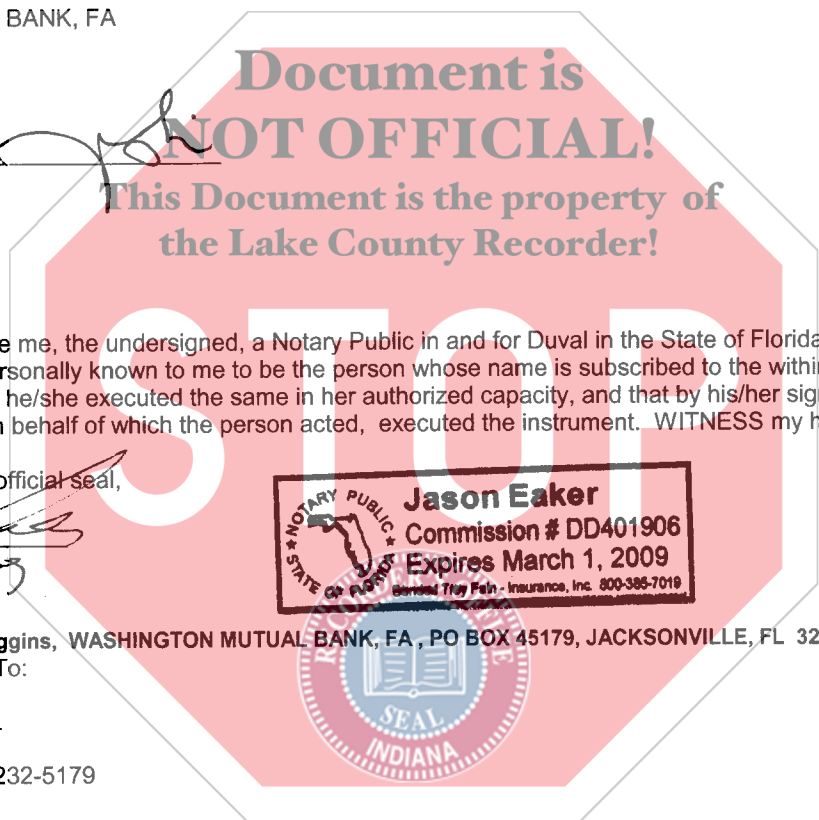 BANK, FA
Document is
NOT OFFICIAL!
This Document is the property of
the Lake County Recorder!
STOP
e me, the undersigned, a Notary Public in and for Duval in the State of Florida
rsonally known to me to be the person whose name is subscribed to the within
he/she executed the same in her authorized capacity, and that by his/her sig
n behalf of which the person acted, executed the instrument. WITNESS my h
official seal,
NOTARY PUBLIC
STATE OF FLORIDA
Jason Eaker
Commission # DD401906
Expires March 1, 2009
Bonded Troy Fain - Insurance, Inc. 800-385-7019
ggins, WASHINGTON MUTUAL BANK, FA , PO BOX 45179, JACKSONVILLE, FL 32
To:
232-5179
RECORDER'S OFFICE
SEAL
INDIANA